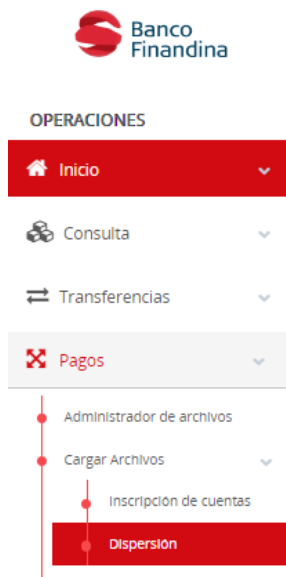 Banco
Finandina
OPERACIONES
Inicio
Consulta
Transferencias
Pagos
Administrador de archivos
Cargar Archivos
Inscripción de cuentas
Dispersión